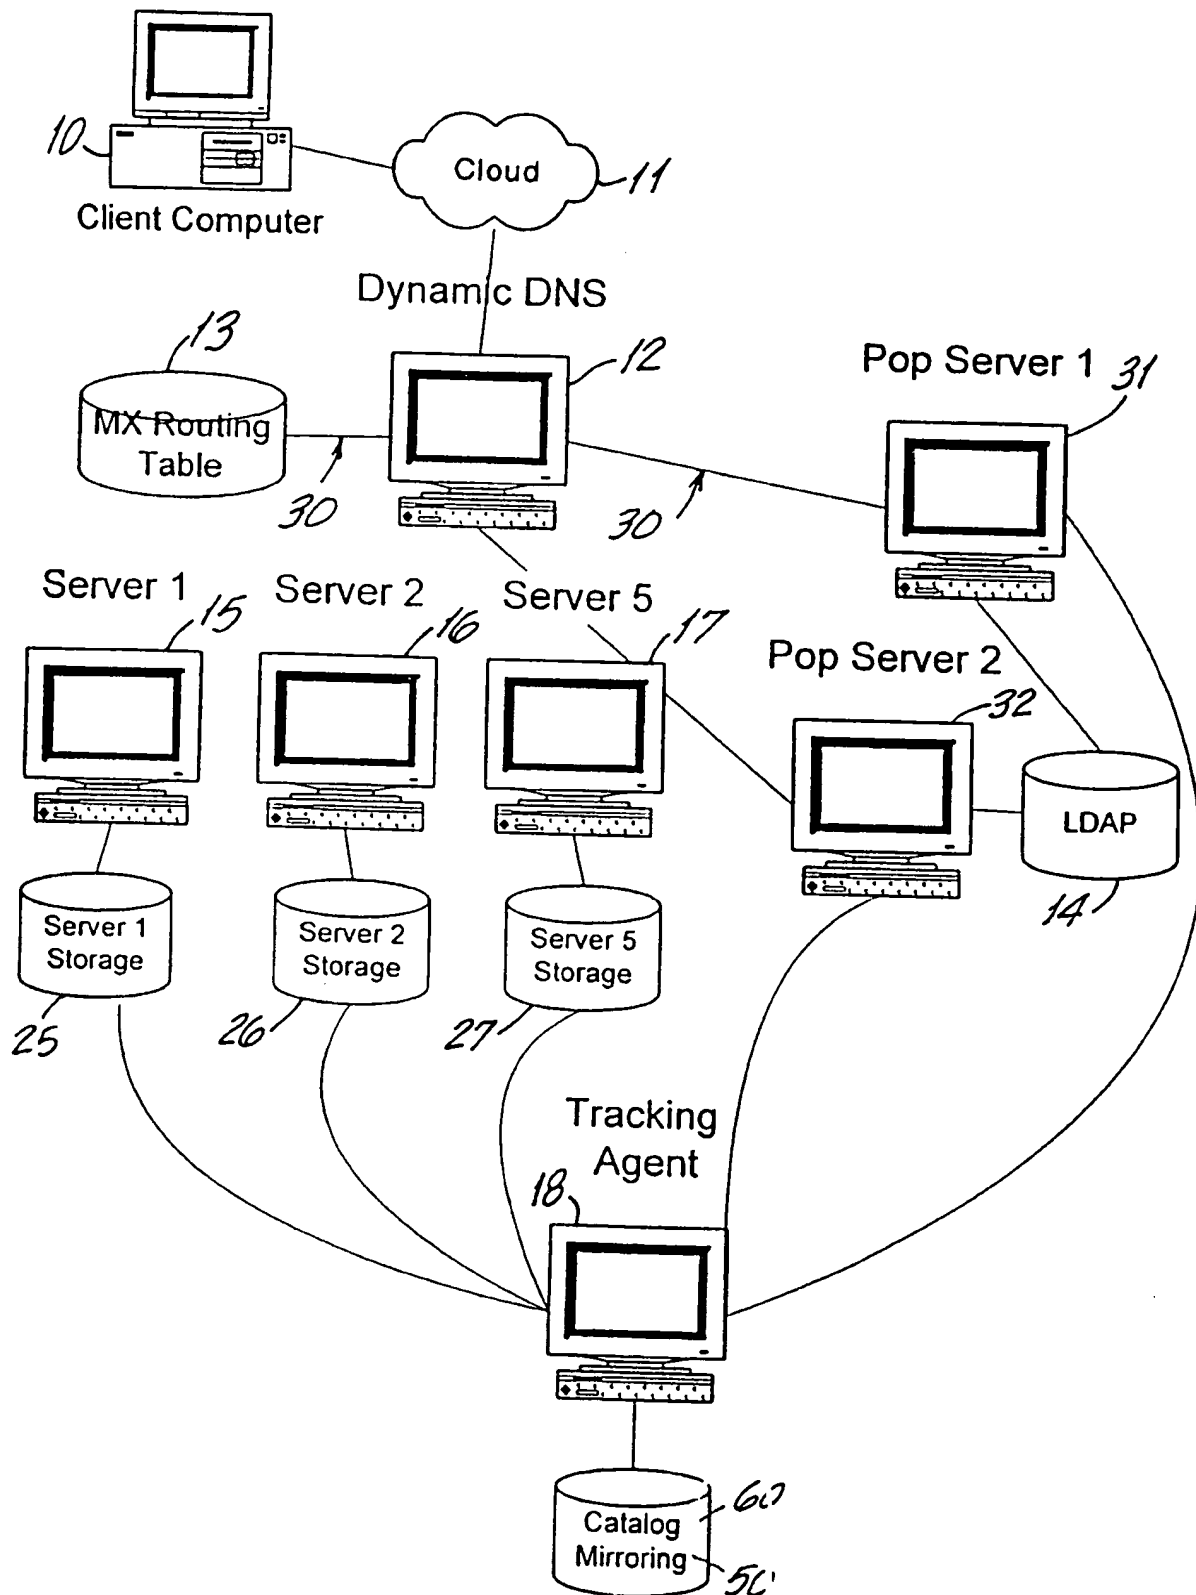 10
Client Computer
Cloud
11
Dynamic DNS
13
MX Routing
Table
30
12
30
Pop Server 1
31
Server 1
15
Server 2
16
Server 5
17
Pop Server 2
32
LDAP
14
Server 1
Storage
25
Server 2
Storage
26
Server 5
Storage
27
Tracking
Agent
18
Catalog
Mirroring
60
50